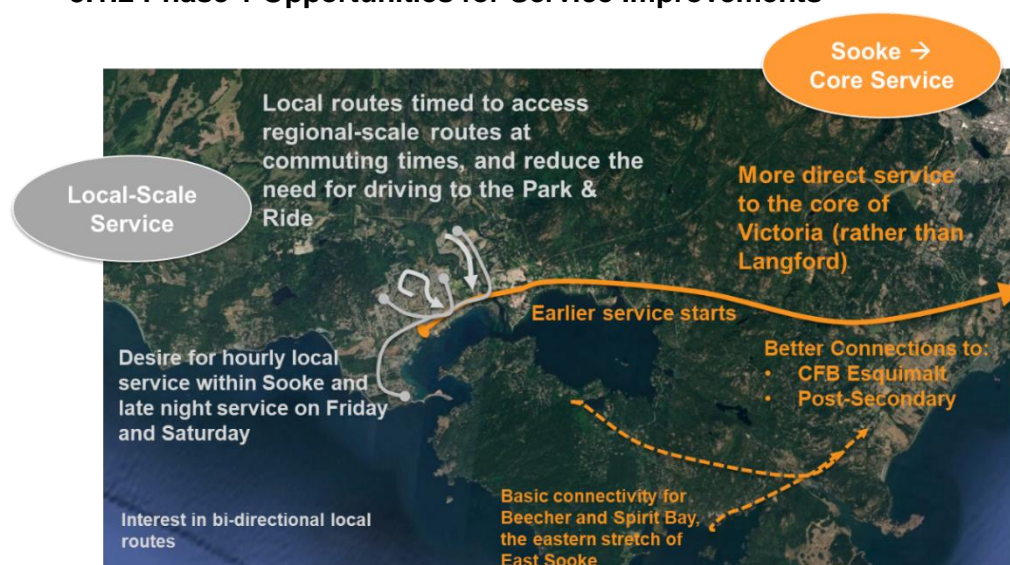 Sooke →
Core Service
Local routes timed to access
regional-scale routes at
commuting times, and reduce the
need for driving to the Park &
Ride
Local-Scale
Service
More direct service
to the core of
Victoria (rather than
Langford)
Earlier service starts
Better Connections to:
• CFB Esquimalt
• Post-Secondary
Desire for hourly local
service within Sooke and
late night service on Friday
and Saturday
Basic connectivity for
Beecher and Spirit Bay,
the eastern stretch of
East Sooke
Interest in bi-directional local
routes